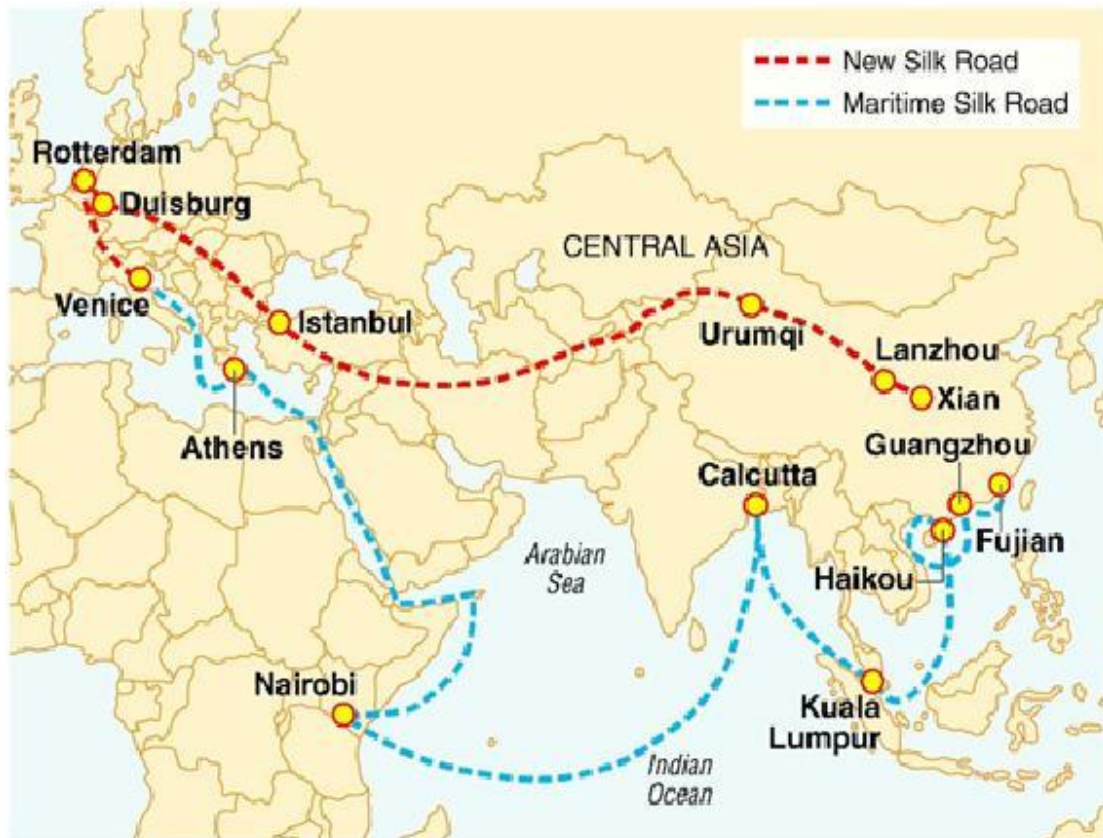 New Silk Road
Maritime Silk Road
Rotterdam
Duisburg
CENTRAL ASIA
Venice
Istanbul
Urumqi
Lanzhou
Xian
Athens
Guangzhou
Calcutta
Fujian
Arabian
Sea
Haikou
Nairobi
Kuala
Lumpur
Indian
Ocean